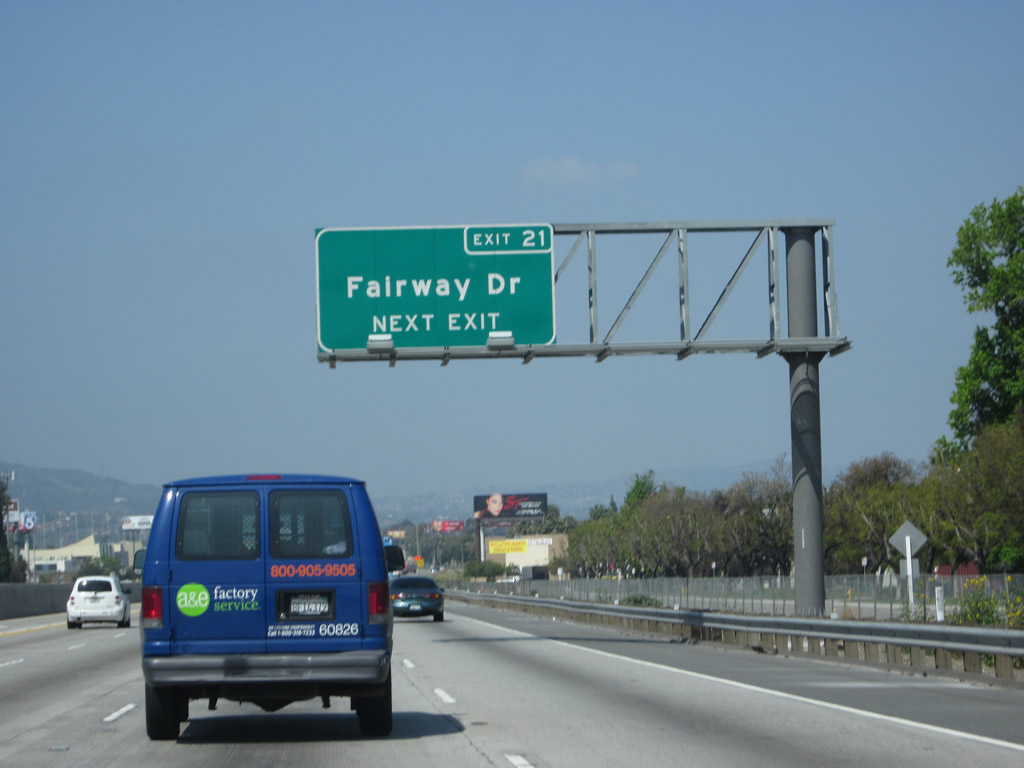 EXIT 21
Fairway Dr
NEXT EXIT
800-905-9505
a&e factory
service.
60826